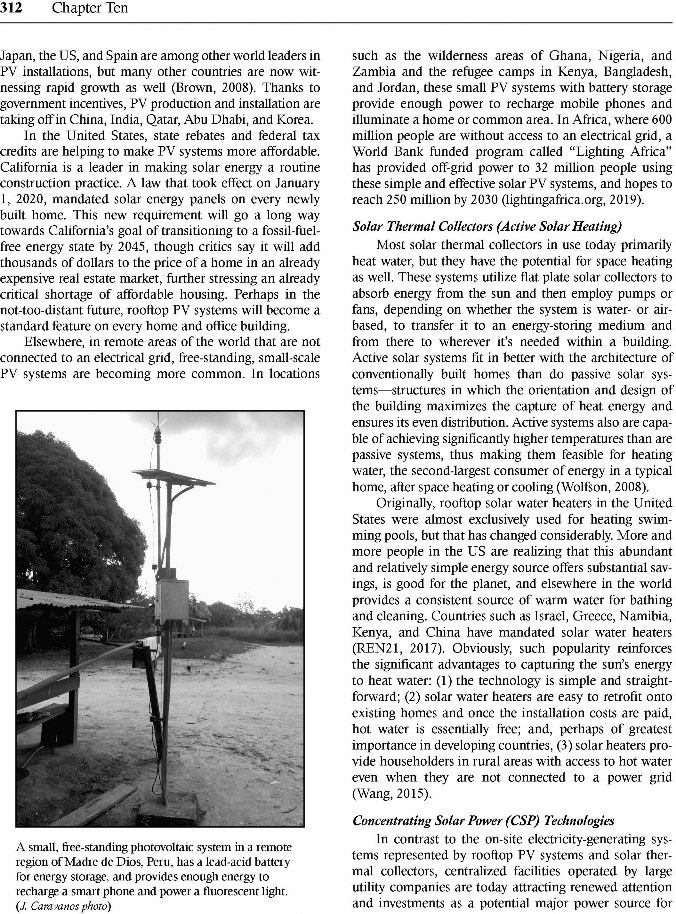 312 Chapter Ten
Japan, the US, and Spain are among other world leaders in
PV installations, but many other countries are now wit-
nessing rapid growth as well (Brown, 2008). Thanks to
government incentives, PV production and installation are
taking off in China, India, Qatar, Abu Dhabi, and Korea.
In the United States, state rebates and federal tax
credits are helping to make PV systems more affordable.
California is a leader in making solar energy a routine
construction practice. A law that took effect on January
1, 2020, mandated solar energy panels on every newly
built home. This new requirement will go a long way
towards California's goal of transitioning to a fossil-fuel-
free energy state by 2045, though critics say it will add
thousands of dollars to the price of a home in an already
expensive real estate market, further stressing an already
critical shortage of affordable housing. Perhaps in the
not-too-distant future, rooftop PV systems will become a
standard feature on every home and office building.
Elsewhere, in remote areas of the world that are not
connected to an electrical grid, free-standing, small-scale
PV systems are becoming more common. In locations
A small, free-standing photovoltaic system in a remote
region of Madre de Dios, Peru, has a lead-acid battery
for energy storage, and provides enough energy to
recharge a smart phone and power a fluorescent light.
(J. Caravanos photo)
such as the wilderness areas of Ghana, Nigeria, and
Zambia and the refugee camps in Kenya, Bangladesh,
and Jordan, these small PV systems with battery storage
provide enough power to recharge mobile phones and
illuminate a home or common area. In Africa, where 600
million people are without access to an electrical grid, a
World Bank funded program called "Lighting Africa"
has provided off-grid power to 32 million people using
these simple and effective solar PV systems, and hopes to
reach 250 million by 2030 (lightingafrica.org, 2019).
Solar Thermal Collectors (Active Solar Heating)
Most solar thermal collectors in use today primarily
heat water, but they have the potential for space heating
as well. These systems utilize flat plate solar collectors to
absorb energy from the sun and then employ pumps or
fans, depending on whether the system is water- or air-
based, to transfer it to an energy-storing medium and
from there to wherever it's needed within a building.
Active solar systems fit in better with the architecture of
conventionally built homes than do passive solar sys-
tems—structures in which the orientation and design of
the building maximizes the capture of heat energy and
ensures its even distribution. Active systems also are capa-
ble of achieving significantly higher temperatures than are
passive systems, thus making them feasible for heating
water, the second-largest consumer of energy in a typical
home, after space heating or cooling (Wolfson, 2008).
Originally, rooftop solar water heaters in the United
States were almost exclusively used for heating swim-
ming pools, but that has changed considerably. More and
more people in the US are realizing that this abundant
and relatively simple energy source offers substantial sav-
ings, is good for the planet, and elsewhere in the world
provides a consistent source of warm water for bathing
and cleaning. Countries such as Israel, Greece, Namibia,
Kenya, and China have mandated solar water heaters
(REN21, 2017). Obviously, such popularity reinforces
the significant advantages to capturing the sun's energy
to heat water: (1) the technology is simple and straight-
forward; (2) solar water heaters are easy to retrofit onto
existing homes and once the installation costs are paid,
hot water is essentially free; and, perhaps of greatest
importance in developing countries, (3) solar heaters pro-
vide householders in rural areas with access to hot water
even when they are not connected to a power grid
(Wang, 2015).
Concentrating Solar Power (CSP) Technologies
In contrast to the on-site electricity-generating sys-
tems represented by rooftop PV systems and solar ther-
mal collectors, centralized facilities operated by large
utility companies are today attracting renewed attention
and investments as a potential major power source for